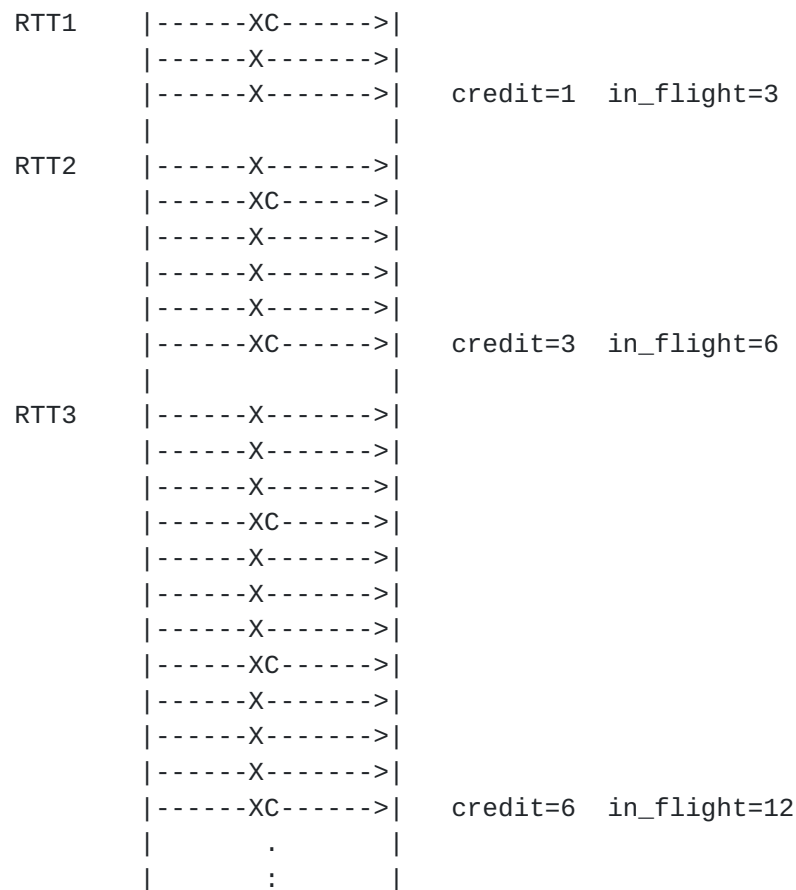 RTT1     |------XC------>|
         |------X------->|
         |------X------->|   credit=1  in_flight=3
         |               |
RTT2     |------X------->|
         |------XC------>|
         |------X------->|
         |------X------->|
         |------X------->|
         |------XC------>|   credit=3  in_flight=6
         |               |
RTT3     |------X------->|
         |------X------->|
         |------X------->|
         |------XC------>|
         |------X------->|
         |------X------->|
         |------X------->|
         |------XC------>|
         |------X------->|
         |------X------->|
         |------X------->|
         |------XC------>|   credit=6  in_flight=12
         |       .       |
         |       :       |